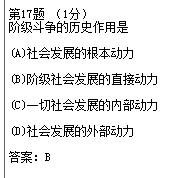 第17题 （1分）
阶级斗争的历史作用是
(A)社会发展的根本动力
(B)阶级社会发展的直接动力
(C)一切社会发展的内部动力
(D)社会发展的外部动力
答案：B